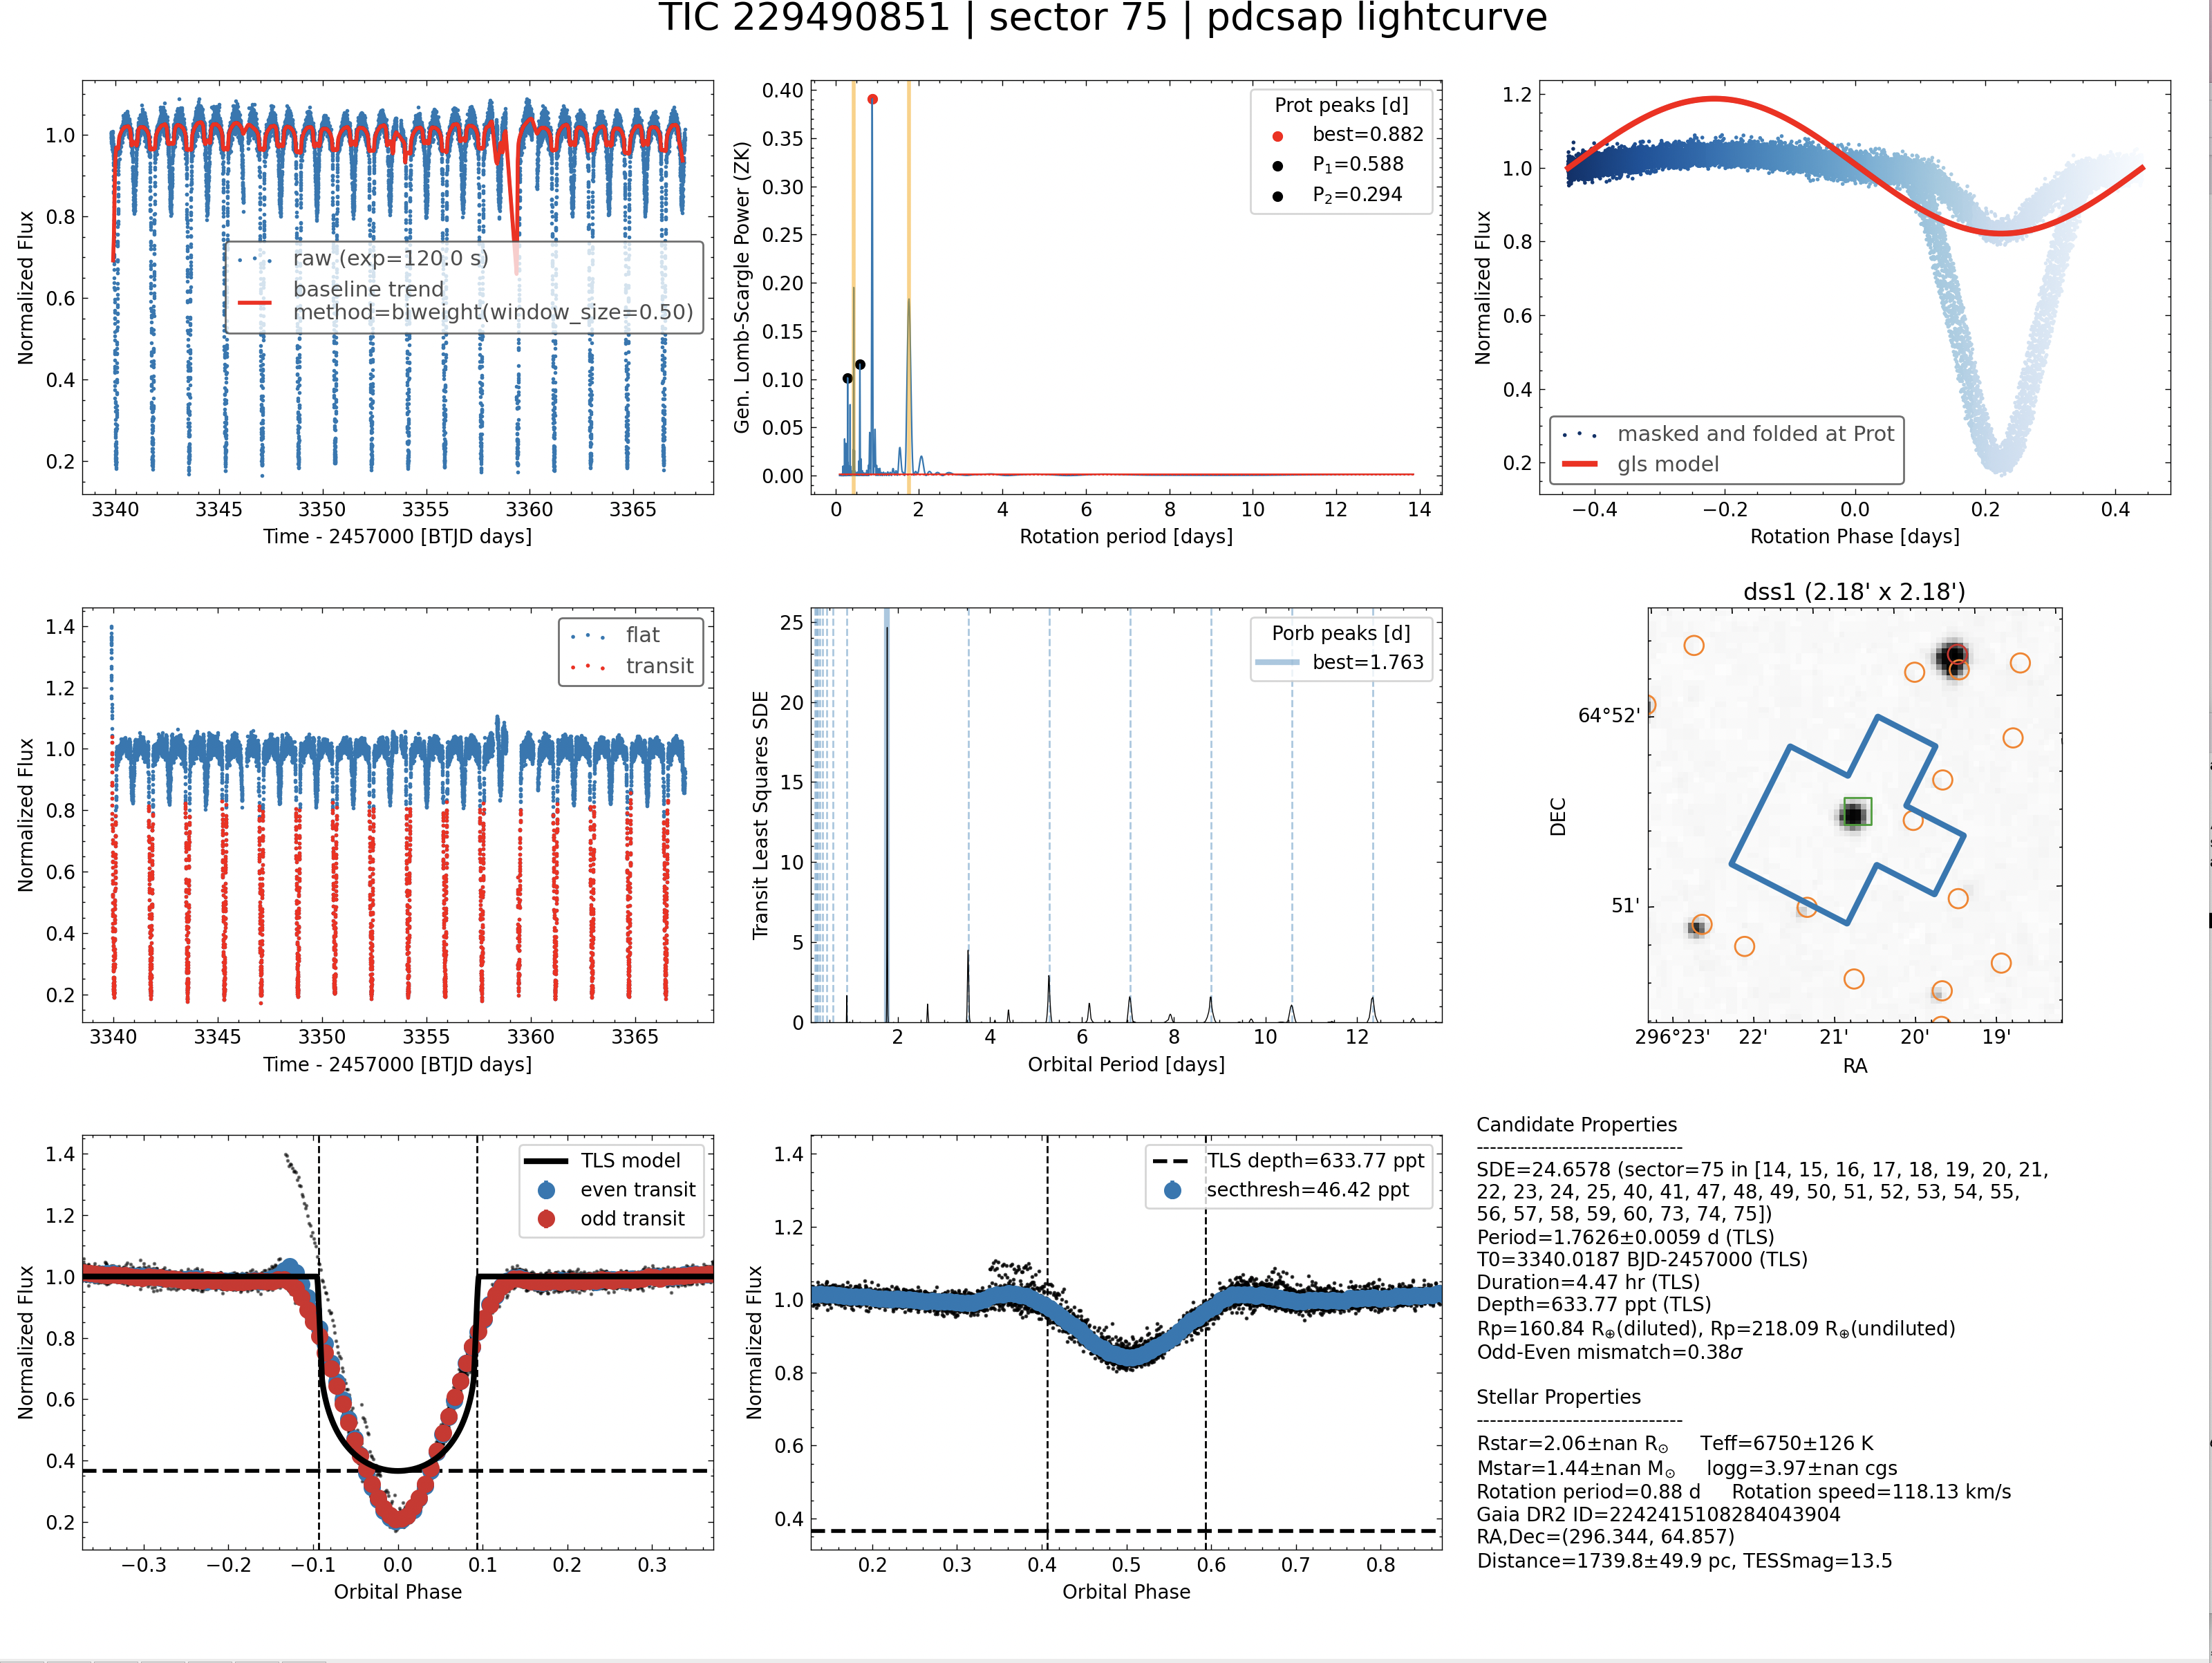 TIC 229490851 | sector 75 | pdcsap lightcurve
Normalized Flux
1.0
0.8
0.6
0.4
0.2
raw (exp=120.0 s)
baseline trend
method=biweight(window_size=0.50)
3340 3345 3350 3355 3360 3365
Time - 2457000 [BTJD days]
Gen. Lomb-Scargle Power (ZK)
0.40
0.35
0.30
0.25
0.20
0.15
0.10
0.05
0.00
Prot peaks [d]
best=0.882
P₁=0.588
P₂=0.294
0 2 4 6 8 10 12 14
Rotation period [days]
Normalized Flux
1.2
1.0
0.8
0.6
0.4
0.2
masked and folded at Prot
gls model
−0.4 −0.2 0.0 0.2 0.4
Rotation Phase [days]
Normalized Flux
1.4
1.2
1.0
0.8
0.6
0.4
0.2
flat
transit
3340 3345 3350 3355 3360 3365
Time - 2457000 [BTJD days]
Transit Least Squares SDE
25
20
15
10
5
0
Porb peaks [d]
best=1.763
2 4 6 8 10 12
Orbital Period [days]
dss1 (2.18' x 2.18')
DEC
64°52'
51'
296°23' 22' 21' 20' 19'
RA
Normalized Flux
1.4
1.2
1.0
0.8
0.6
0.4
0.2
TLS model
even transit
odd transit
−0.3 −0.2 −0.1 0.0 0.1 0.2 0.3
Orbital Phase
Normalized Flux
1.4
1.2
1.0
0.8
0.6
0.4
TLS depth=633.77 ppt
secthresh=46.42 ppt
0.2 0.3 0.4 0.5 0.6 0.7 0.8
Orbital Phase
Candidate Properties
------------------------------
SDE=24.6578 (sector=75 in [14, 15, 16, 17, 18, 19, 20, 21,
22, 23, 24, 25, 40, 41, 47, 48, 49, 50, 51, 52, 53, 54, 55,
56, 57, 58, 59, 60, 73, 74, 75])
Period=1.7626±0.0059 d (TLS)
T0=3340.0187 BJD-2457000 (TLS)
Duration=4.47 hr (TLS)
Depth=633.77 ppt (TLS)
Rp=160.84 R⊕(diluted), Rp=218.09 R⊕(undiluted)
Odd-Even mismatch=0.38σ
Stellar Properties
------------------------------
Rstar=2.06±nan R⊙ Teff=6750±126 K
Mstar=1.44±nan M⊙ logg=3.97±nan cgs
Rotation period=0.88 d Rotation speed=118.13 km/s
Gaia DR2 ID=2242415108284043904
RA,Dec=(296.344, 64.857)
Distance=1739.8±49.9 pc, TESSmag=13.5